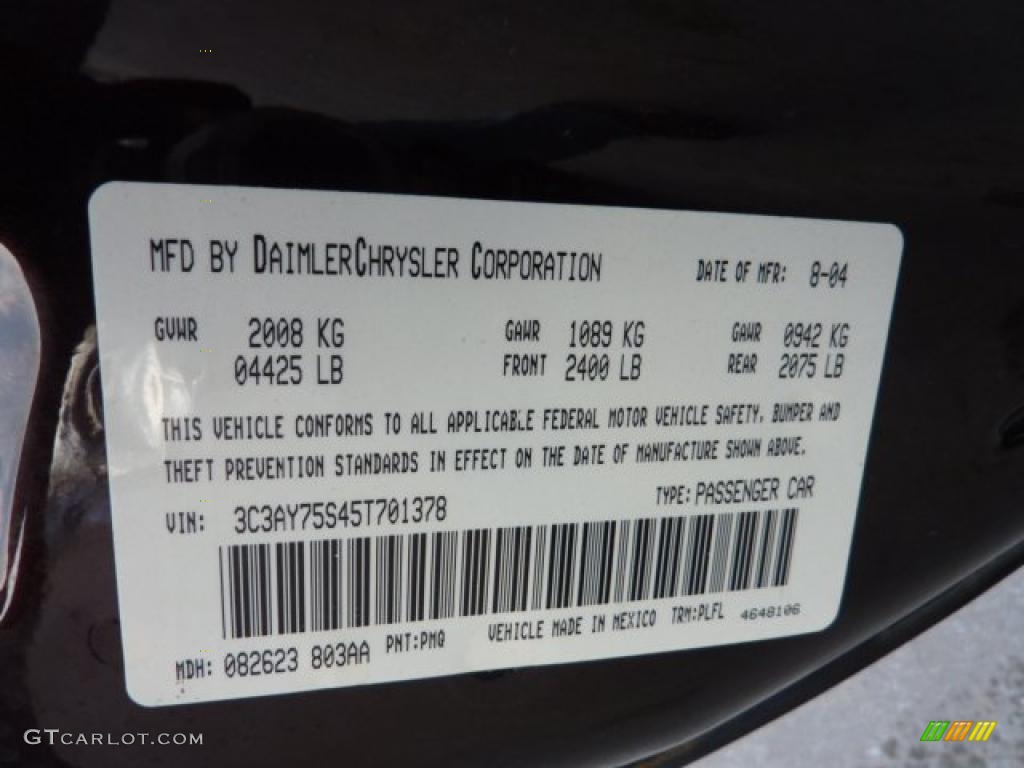 MFD BY DAIMLERCHRYSLER CORPORATION DATE OF MFR: 8-04
GVWR 2008 KG GAWR 1089 KG GAWR 0942 KG
04425 LB FRONT 2400 LB REAR 2075 LB
THIS VEHICLE CONFORMS TO ALL APPLICABLE FEDERAL MOTOR VEHICLE SAFETY, BUMPER AND
THEFT PREVENTION STANDARDS IN EFFECT ON THE DATE OF MANUFACTURE SHOWN ABOVE.
VIN: 3C3AY75S45T701378 TYPE: PASSENGER CAR
MDH: 082623 803AA PNT:PMQ VEHICLE MADE IN MEXICO TRM:PLFL 4648106
GTCARLOT.COM